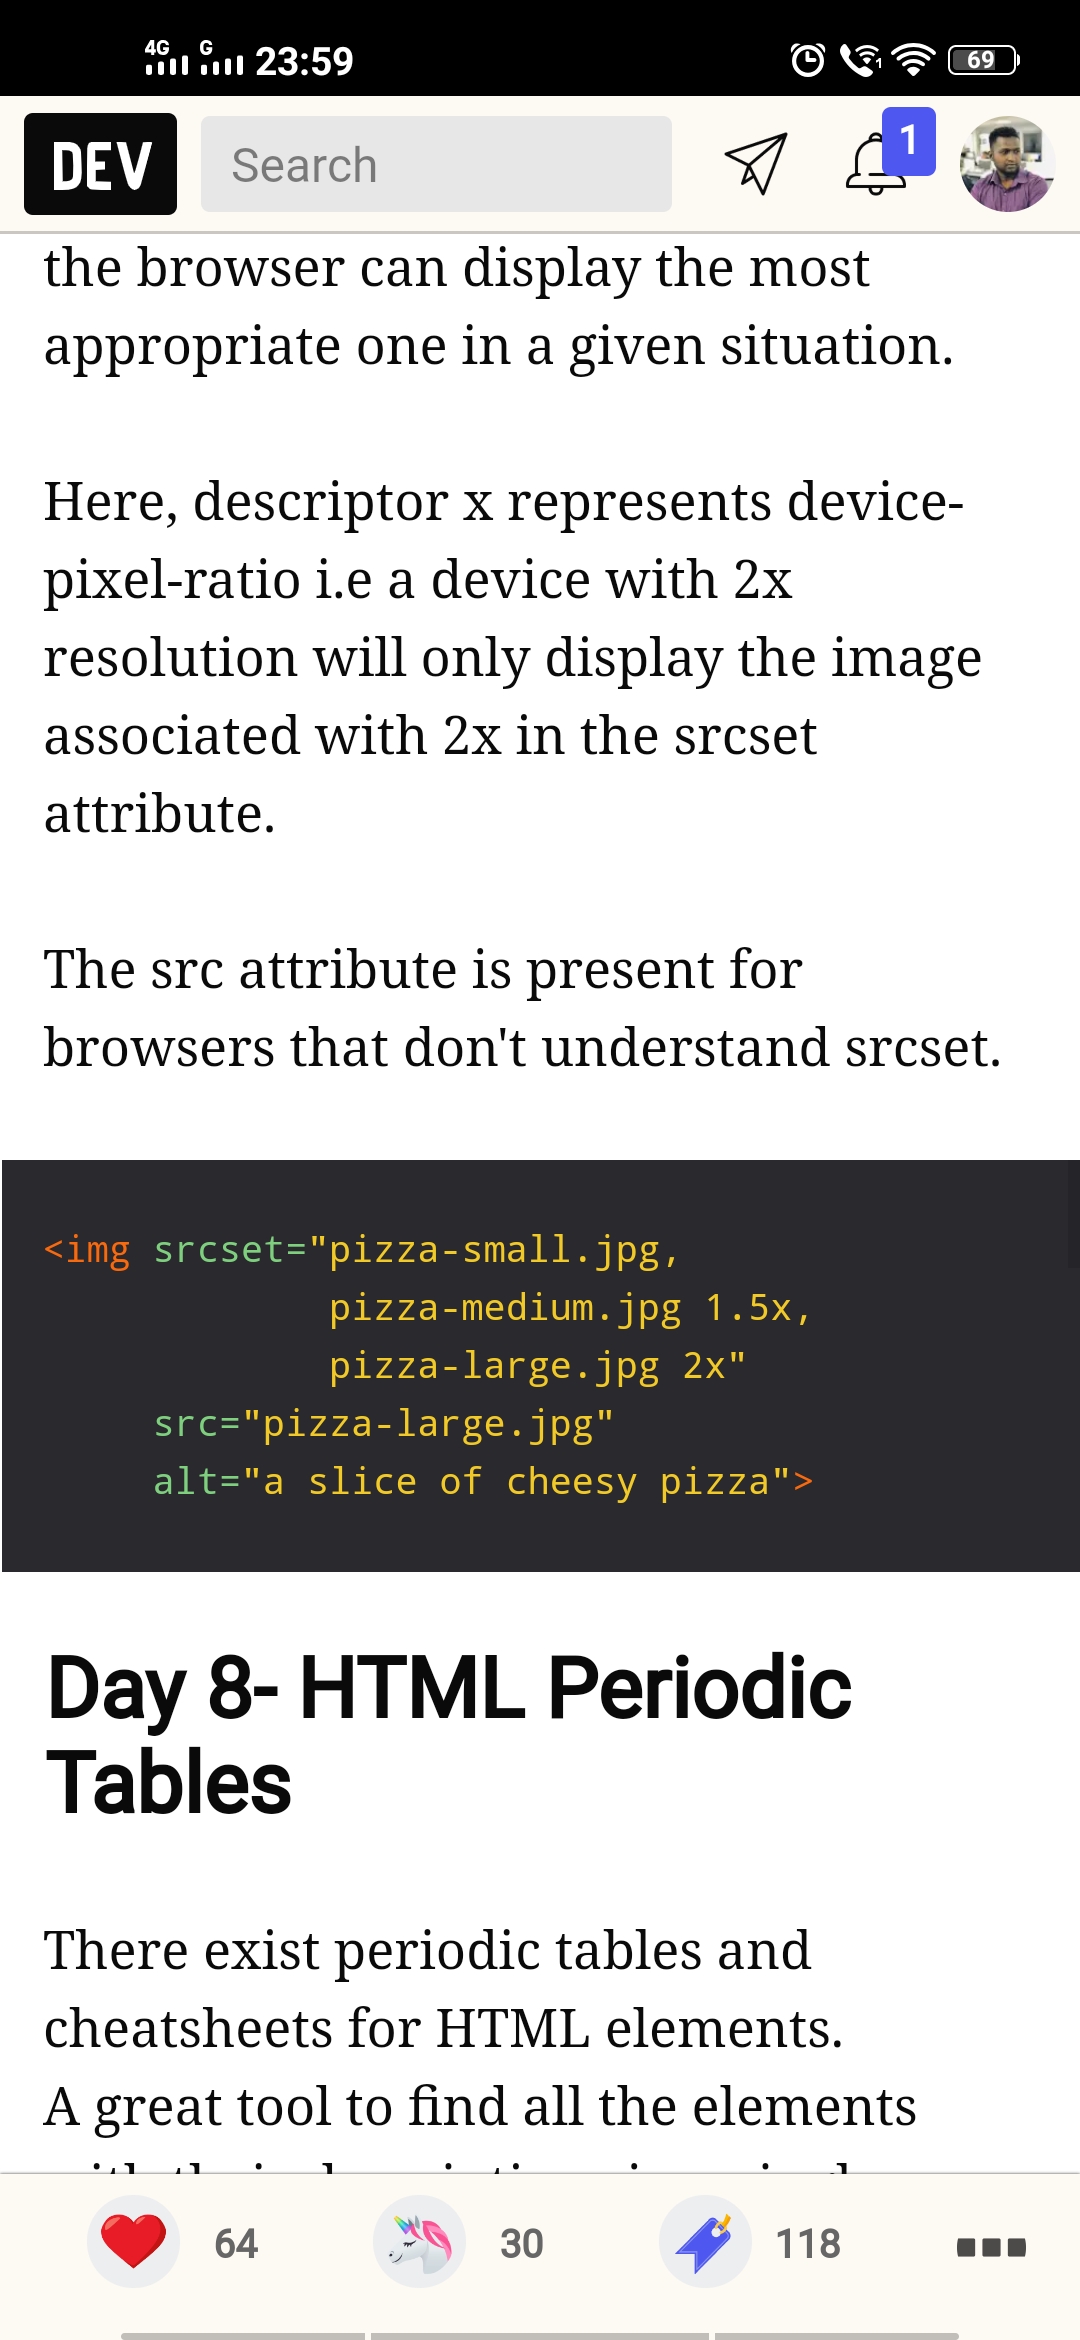 4G G 23:59 1 69
DEV Search 1
the browser can display the most
appropriate one in a given situation.
Here, descriptor x represents device-
pixel-ratio i.e a device with 2x
resolution will only display the image
associated with 2x in the srcset
attribute.
The src attribute is present for
browsers that don't understand srcset.
<img srcset="pizza-small.jpg,
pizza-medium.jpg 1.5x,
pizza-large.jpg 2x"
src="pizza-large.jpg"
alt="a slice of cheesy pizza">
Day 8- HTML Periodic
Tables
There exist periodic tables and
cheatsheets for HTML elements.
A great tool to find all the elements
64 30 118